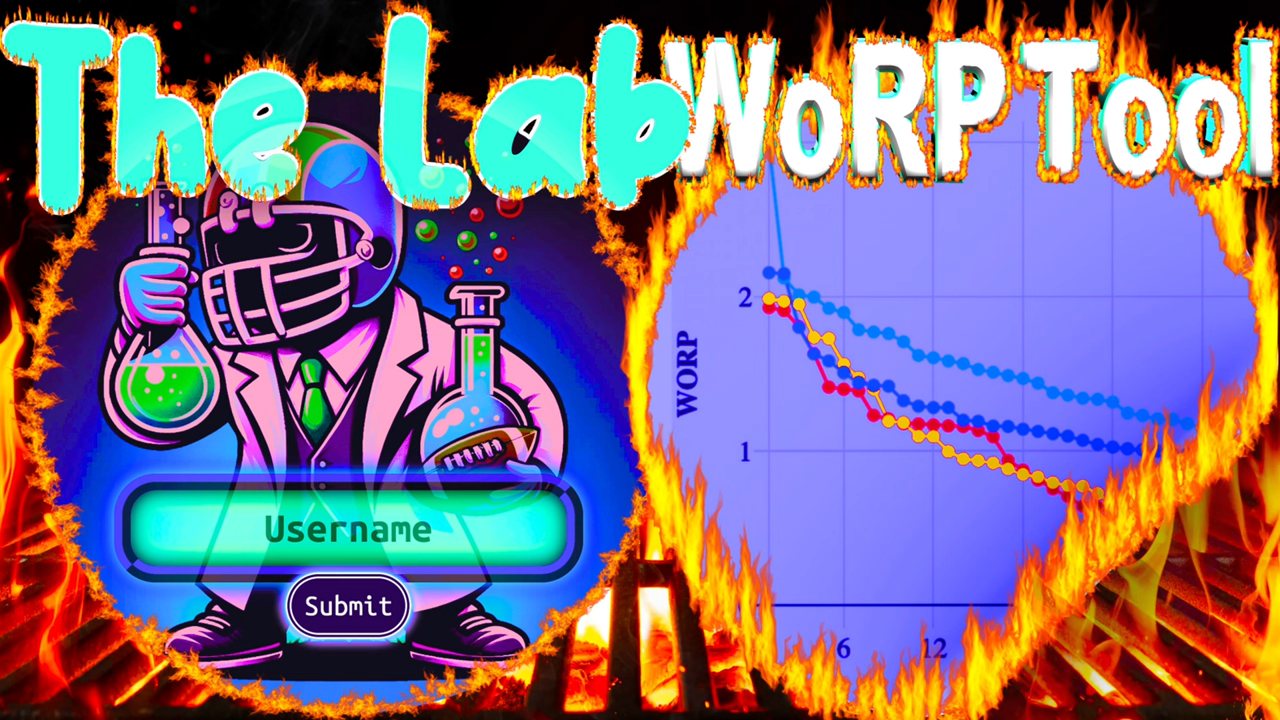 The Lab
WoRP Tool
Username
Submit
WORP
2
1
6
12